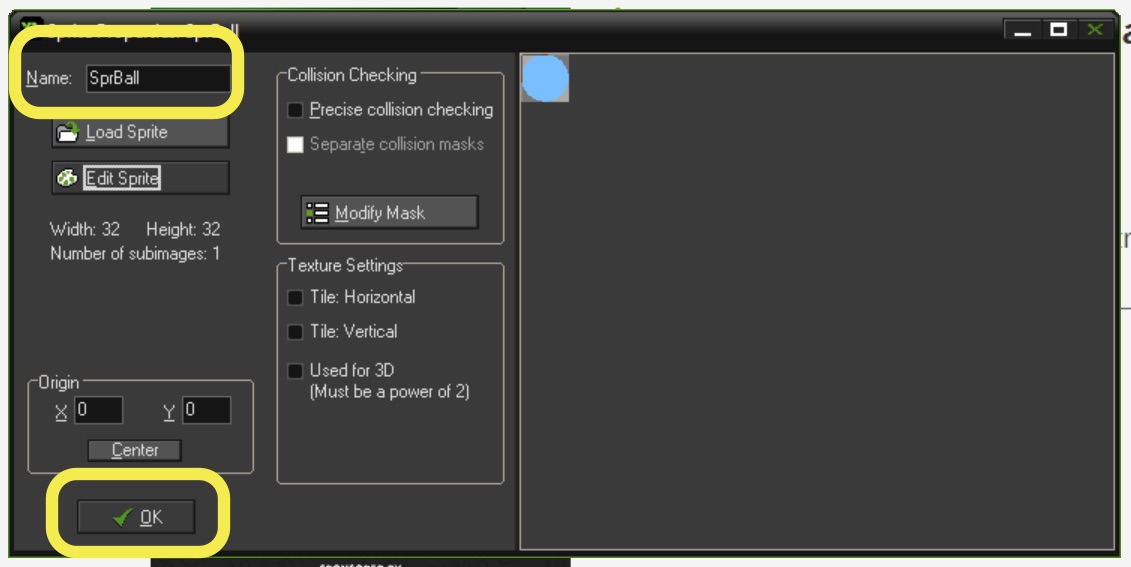 Sprite Properties: SprBall
Name: SprBall
Load Sprite
Edit Sprite
Width: 32 Height: 32
Number of subimages: 1
Origin
X 0 Y 0
Center
OK
Collision Checking
Precise collision checking
Separate collision masks
Modify Mask
Texture Settings
Tile: Horizontal
Tile: Vertical
Used for 3D
(Must be a power of 2)